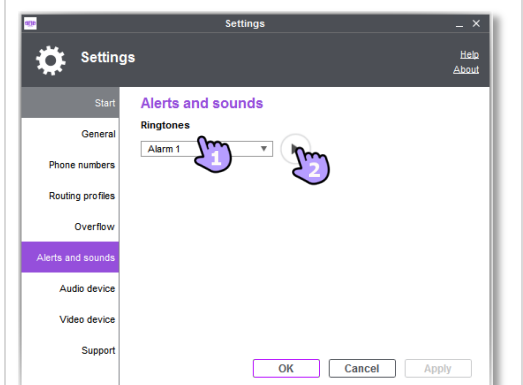 Settings
Settings
Help
About
Start
General
Phone numbers
Routing profiles
Overflow
Alerts and sounds
Audio device
Video device
Support
Alerts and sounds
Ringtones
Alarm 1
1
2
OK
Cancel
Apply